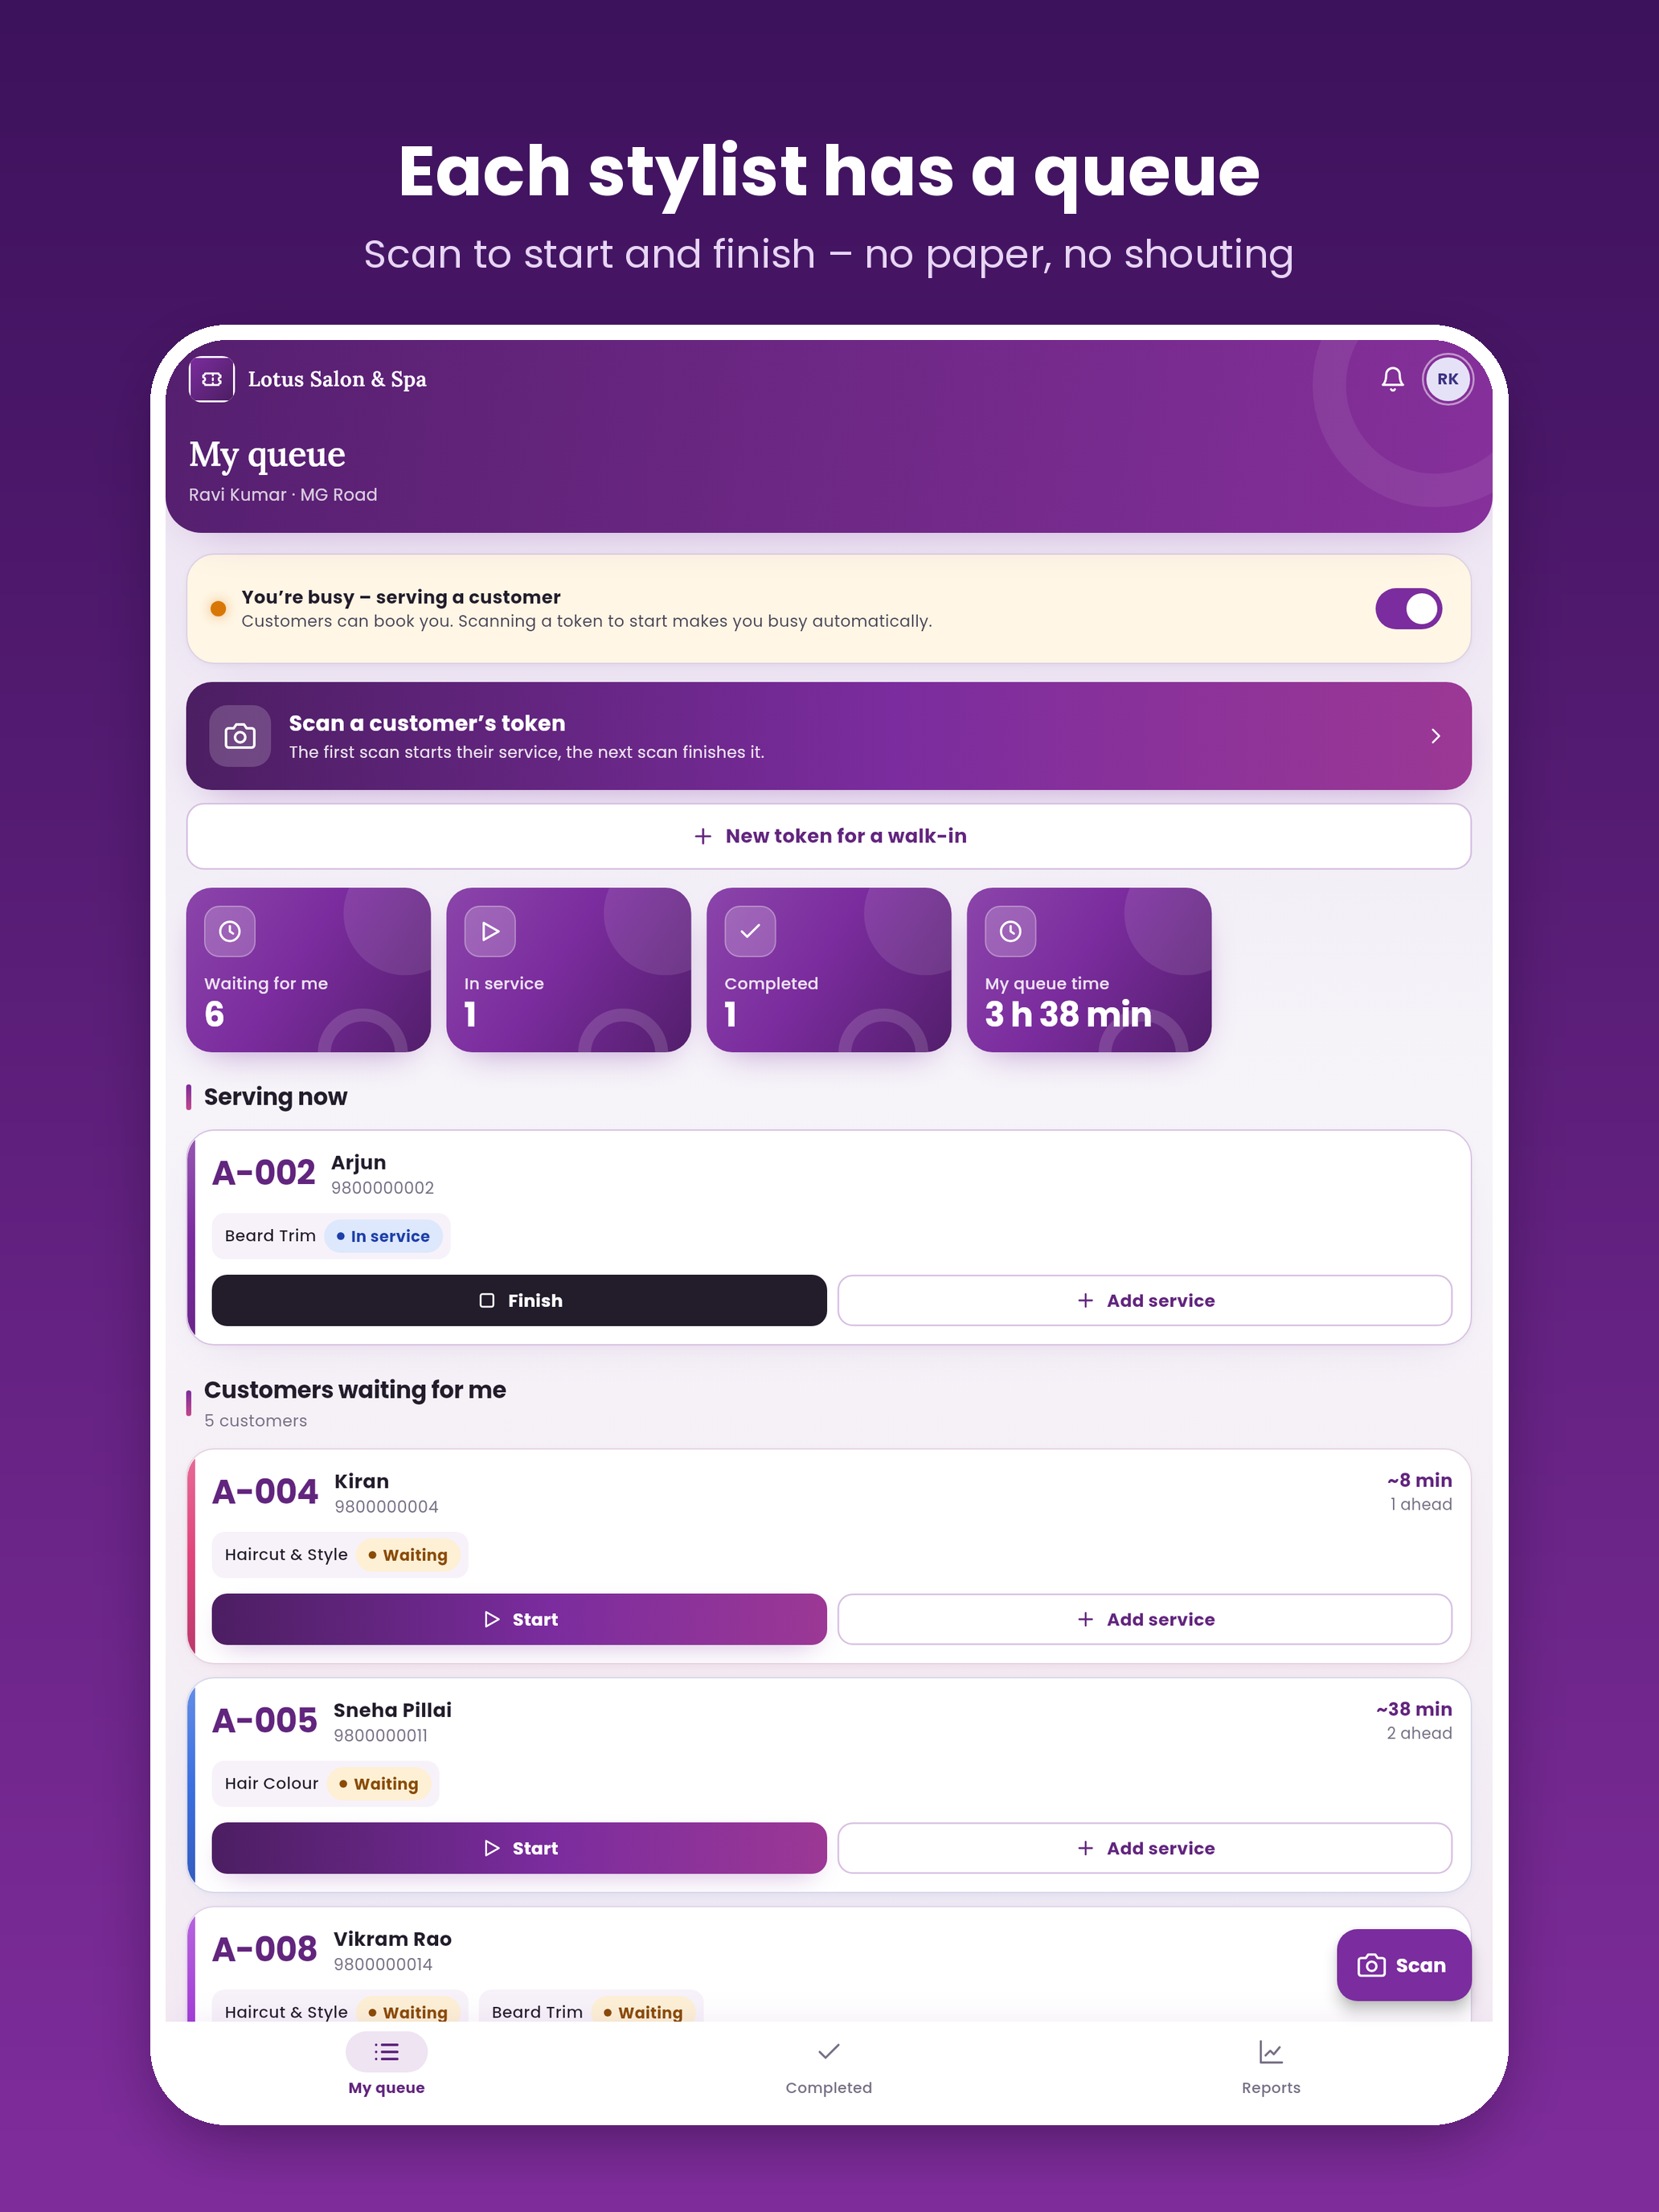 Each stylist has a queue
Scan to start and finish – no paper, no shouting
Lotus Salon & Spa
RK
My queue
Ravi Kumar · MG Road
You’re busy – serving a customer
Customers can book you. Scanning a token to start makes you busy automatically.
Scan a customer’s token
The first scan starts their service, the next scan finishes it.
New token for a walk-in
Waiting for me
6
In service
1
Completed
1
My queue time
3 h 38 min
Serving now
A-002
Arjun
9800000002
Beard Trim
In service
Finish
Add service
Customers waiting for me
5 customers
A-004
Kiran
9800000004
~8 min
1 ahead
Haircut & Style
Waiting
Start
Add service
A-005
Sneha Pillai
9800000011
~38 min
2 ahead
Hair Colour
Waiting
Start
Add service
A-008
Vikram Rao
9800000014
Scan
Haircut & Style
Waiting
Beard Trim
Waiting
My queue
Completed
Reports